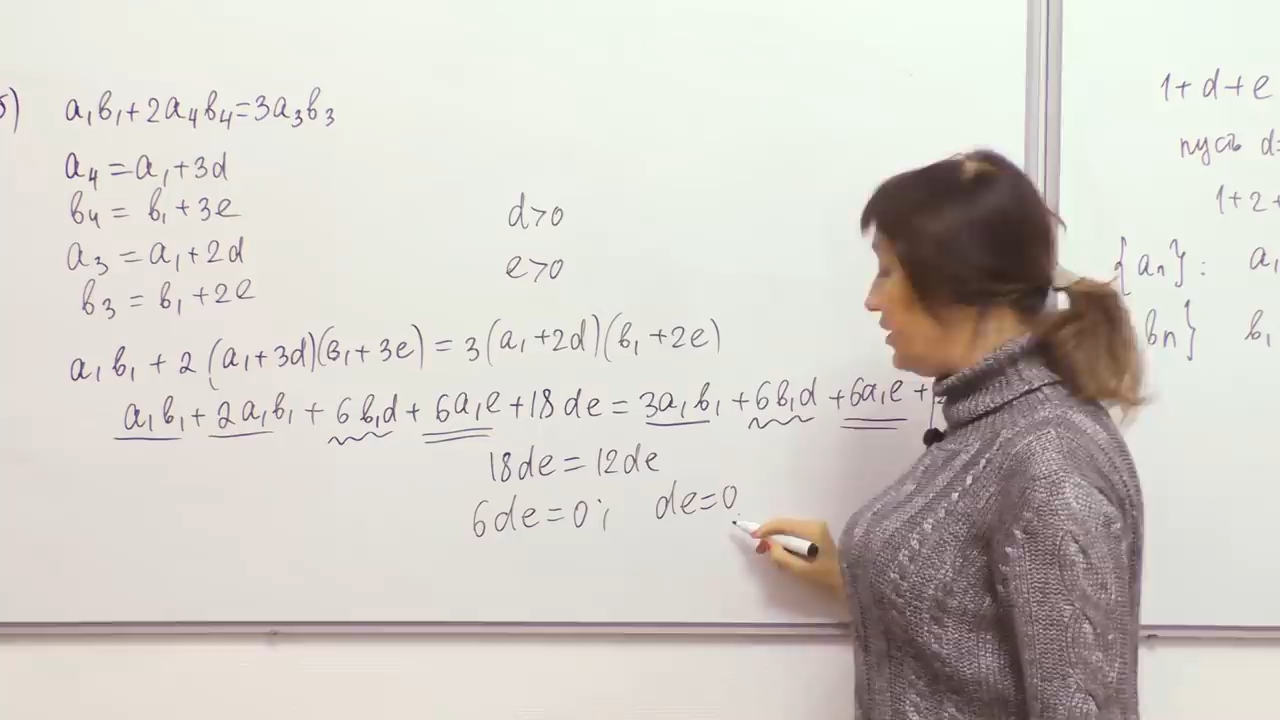 б) a₁b₁+2a₄b₄=3a₃b₃
a₄=a₁+3d
b₄= b₁+3e
a₃=a₁+2d
b₃= b₁+2e
d>0
e>0
a₁b₁+2(a₁+3d)(b₁+3e)=3(a₁+2d)(b₁+2e)
a₁b₁+2a₁b₁+6b₁d+6a₁e+18de=3a₁b₁+6b₁d+6a₁e+
18de=12de
6de=0; de=0
1+d+e
пусть d=
1+2+
{aₙ}: a₁
bn} b₁